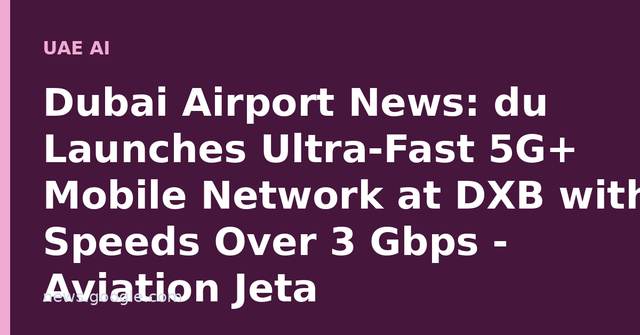 UAE AI
Dubai Airport News: du
Launches Ultra-Fast 5G+
Mobile Network at DXB with
Speeds Over 3 Gbps -
Aviation Jeta
news.google.com